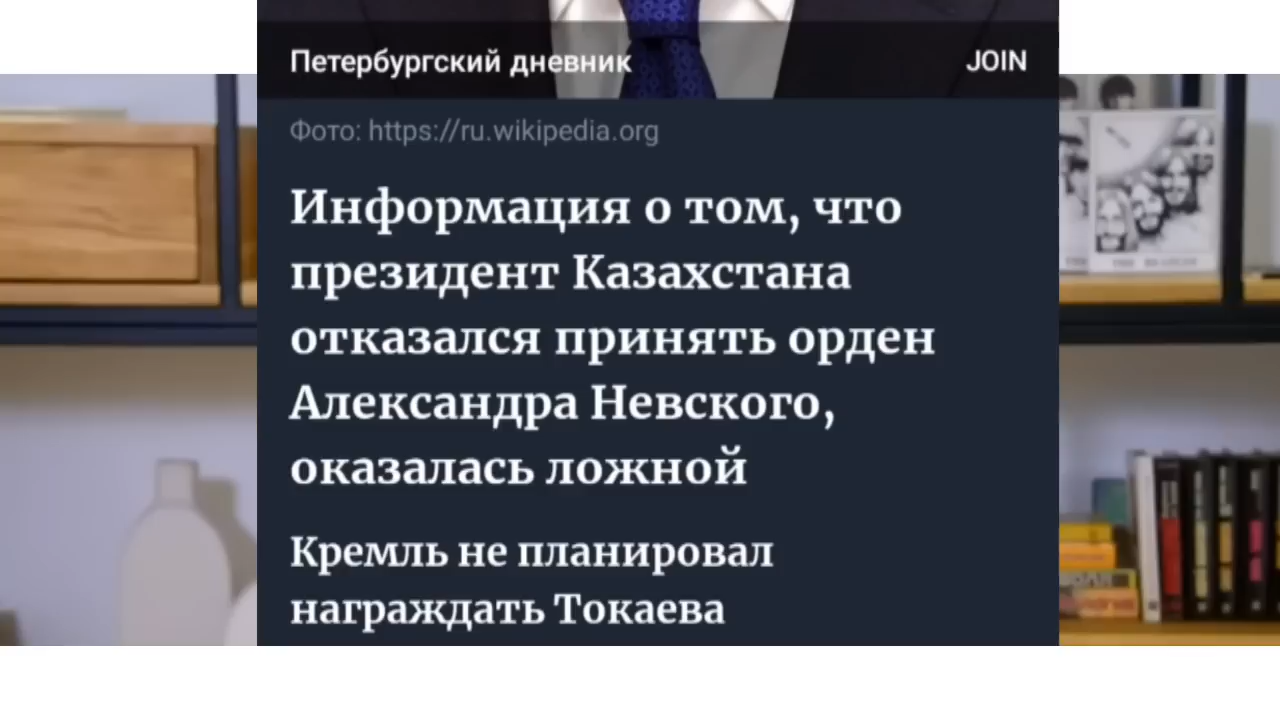 Петербургский дневник
JOIN
Фото: https://ru.wikipedia.org
Информация о том, что
президент Казахстана
отказался принять орден
Александра Невского,
оказалась ложной
Кремль не планировал
награждать Токаева